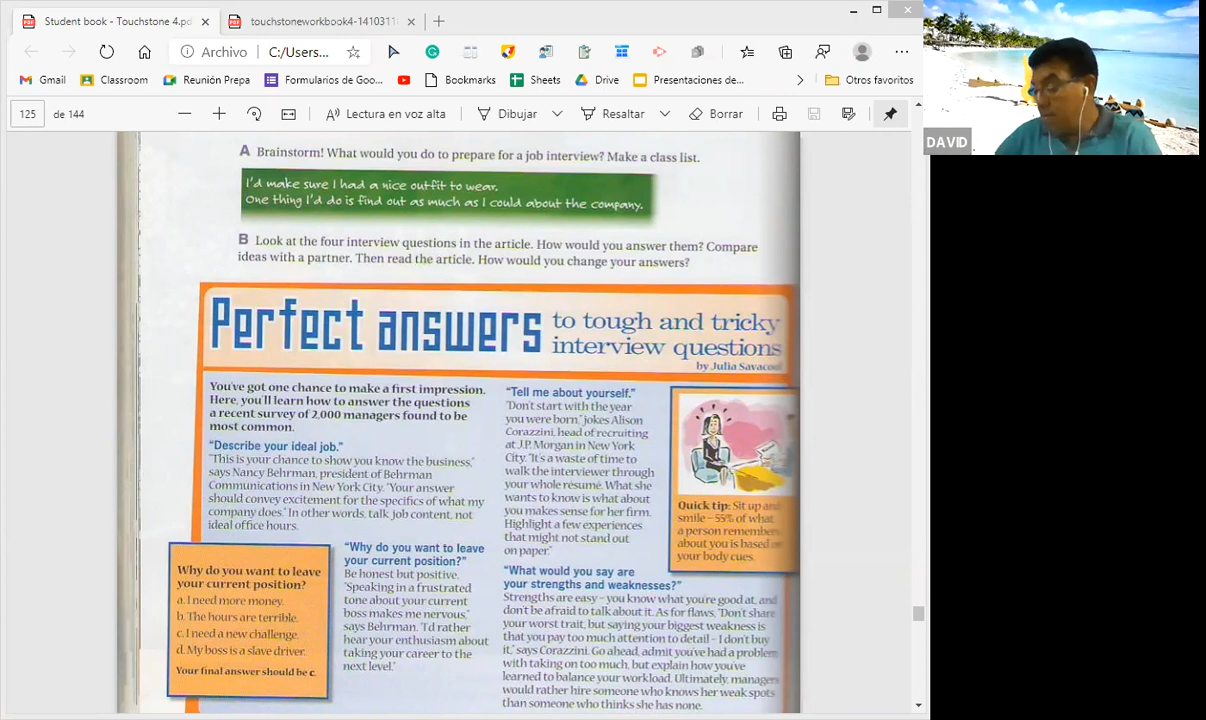 Student book - Touchstone 4.pd
touchstoneworkbook4-1410311
Archivo
C:/Users...
Gmail
Classroom
Reunión Prepa
Formularios de Goo...
Bookmarks
Sheets
Drive
Presentaciones de...
Otros favoritos
125
de 144
Lectura en voz alta
Dibujar
Resaltar
Borrar
DAVID
A Brainstorm! What would you do to prepare for a job interview? Make a class list.
I'd make sure I had a nice outfit to wear.
One thing I'd do is find out as much as I could about the company.
B Look at the four interview questions in the article. How would you answer them? Compare
ideas with a partner. Then read the article. How would you change your answers?
Perfect answers
to tough and tricky
interview questions
by Julia
You've got one chance to make a first impression.
Here, you'll learn how to answer the questions
a recent survey of 2,000 managers found to be
most common.
"Describe your ideal job."
"This is your chance to show you know the business,"
says Nancy Behrman, president of Behrman
Communications in New York City. "Your answer
should convey excitement for the specifics of what my
company does." In other words, talk job content, not
ideal office hours.
Why do you want to leave
your current position?
a. I need more money.
b. The hours are terrible.
c. I need a new challenge.
d. My boss is a slave driver.
Your final answer should be c.
"Why do you want to leave
your current position?"
Be honest but positive.
"Speaking in a frustrated
tone about your current
boss makes me nervous,"
says Behrman. "I'd rather
hear your enthusiasm about
taking your career to the
next level."
"Tell me about yourself."
"Don't start with the year
you were born," jokes Alison
Corazzini, head of recruiting
at J.P. Morgan in New York
City. "It's a waste of time to
walk the interviewer through
your whole résumé. What she
wants to know is what about
you makes sense for her firm.
Highlight a few experiences
that might not stand out
on paper."
"What would you say are
your strengths and weaknesses?"
Strengths are easy – you know what you're good at, and
don't be afraid to talk about it. As for flaws, "Don't share
your worst trait, but saying your biggest weakness is
that you pay too much attention to detail – I don't buy
it," says Corazzini. Go ahead, admit you've had a problem
with taking on too much, but explain how you've
learned to balance your workload. Ultimately, managers
would rather hire someone who knows her weak spots
than someone who thinks she has none.
Quick tip: Sit up and
smile – 55% of what
a person remembers
about you is based on
your body cues.